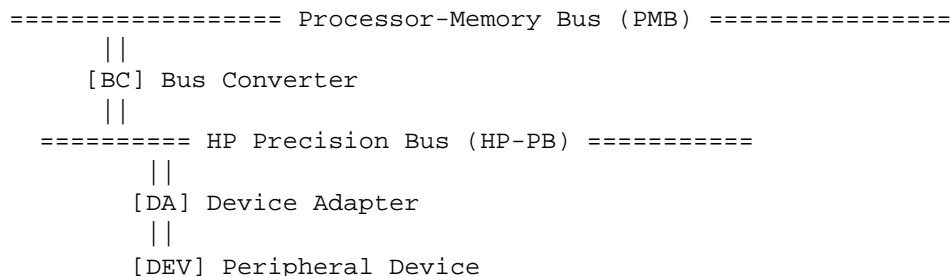 ================== Processor-Memory Bus (PMB) ================
||
[BC] Bus Converter
||
========== HP Precision Bus (HP-PB) ===========
||
[DA] Device Adapter
||
[DEV] Peripheral Device